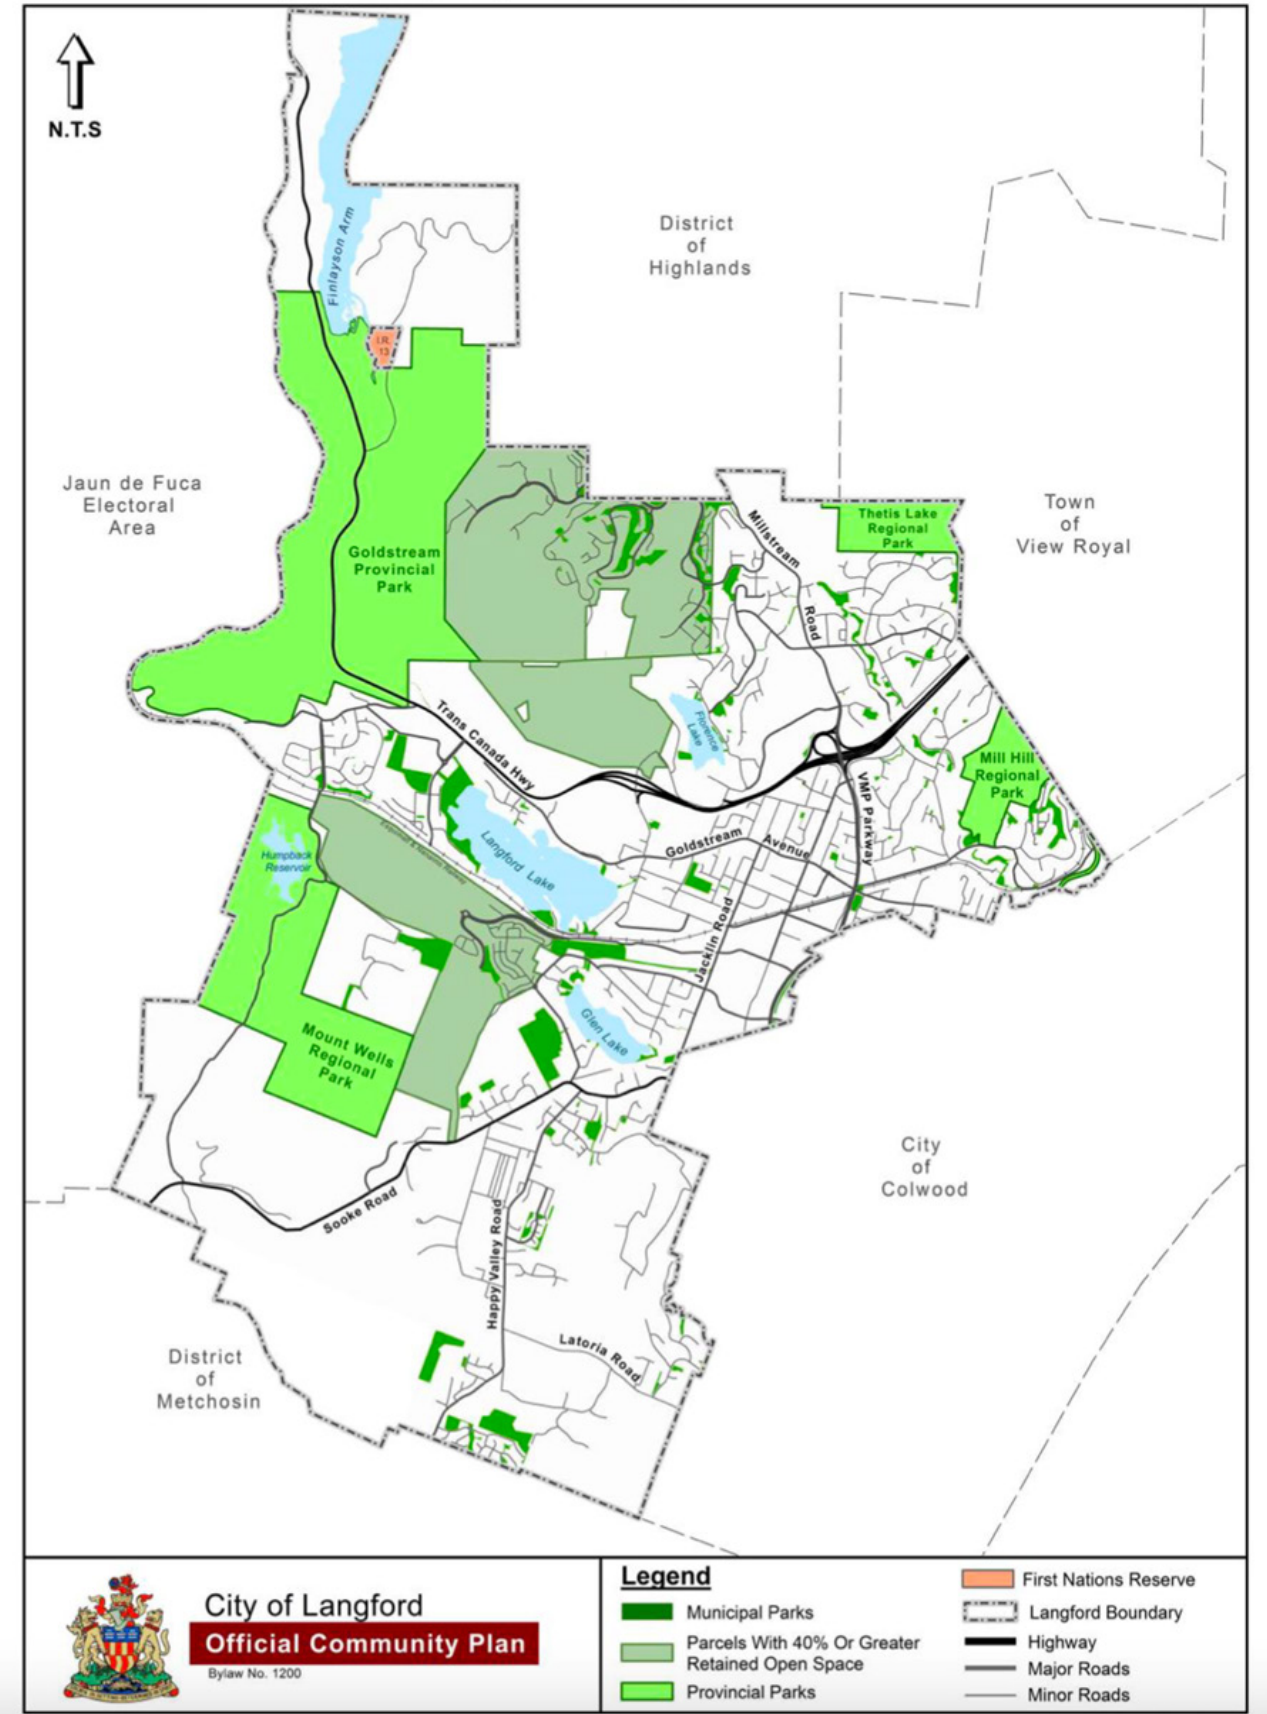 N.T.S
Finlayson Arm
District
of
Highlands
I.R.
13
Jaun de Fuca
Electoral
Area
Goldstream
Provincial
Park
Millstream
Road
Thetis Lake
Regional
Park
Town
of
View Royal
Trans Canada Hwy
Florence
Lake
Mill Hill
Regional
Park
VMP Parkway
Goldstream
Avenue
Humpback
Reservoir
Langford Lake
Jacklin Road
Glen Lake
Mount Wells
Regional
Park
City
of
Colwood
Sooke Road
Happy Valley Road
Latoria Road
District
of
Metchosin
City of Langford
Official Community Plan
Bylaw No. 1200
Legend
Municipal Parks
Parcels With 40% Or Greater
Retained Open Space
Provincial Parks
First Nations Reserve
Langford Boundary
Highway
Major Roads
Minor Roads